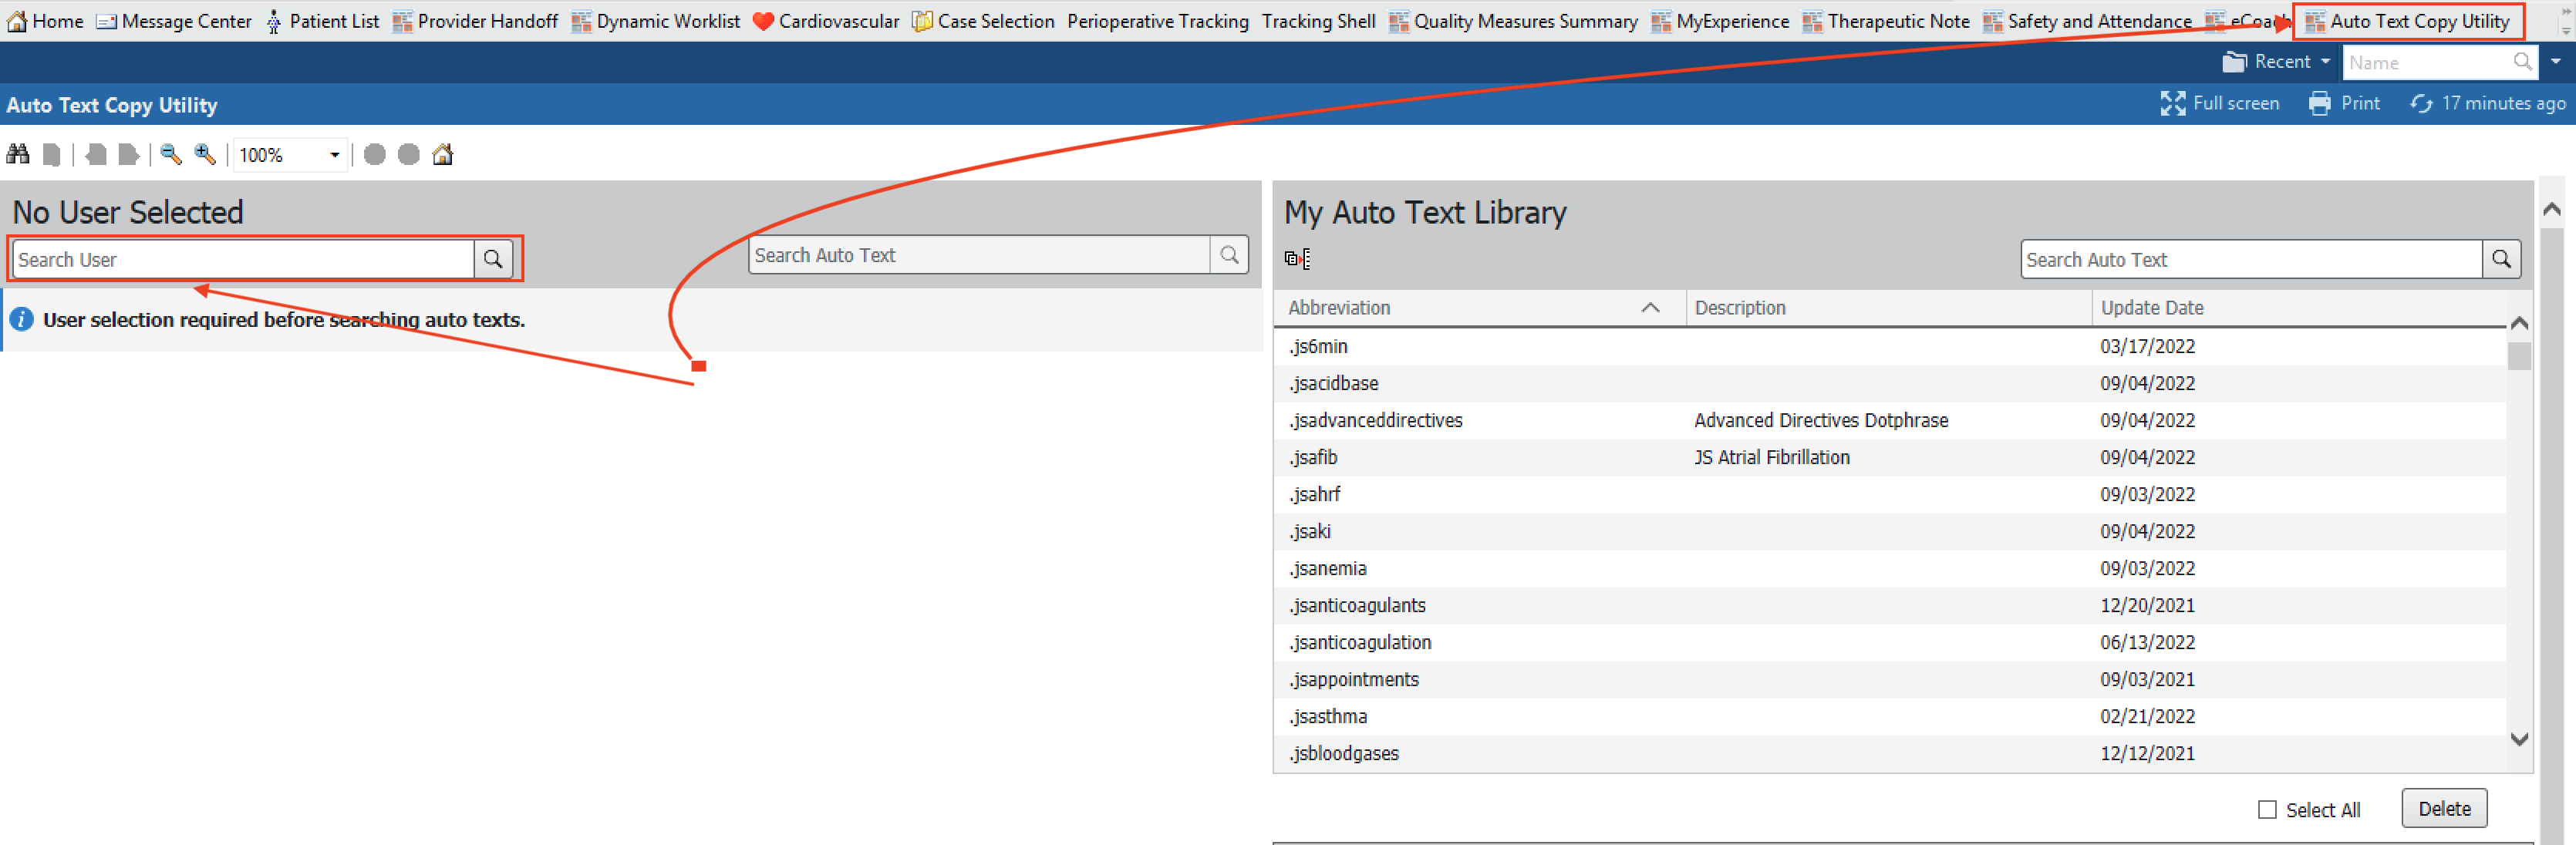 Home Message Center Patient List Provider Handoff Dynamic Worklist Cardiovascular Case Selection Perioperative Tracking Tracking Shell Quality Measures Summary MyExperience Therapeutic Note Safety and Attendance eCoach Auto Text Copy Utility
Recent Name
Auto Text Copy Utility Full screen Print 17 minutes ago
100%
No User Selected
Search User
Search Auto Text
User selection required before searching auto texts.
My Auto Text Library
Search Auto Text
Abbreviation Description Update Date
.js6min 03/17/2022
.jsacidbase 09/04/2022
.jsadvanceddirectives Advanced Directives Dotphrase 09/04/2022
.jsafib JS Atrial Fibrillation 09/04/2022
.jsahrf 09/03/2022
.jsaki 09/04/2022
.jsanemia 09/03/2022
.jsanticoagulants 12/20/2021
.jsanticoagulation 06/13/2022
.jsappointments 09/03/2021
.jsasthma 02/21/2022
.jsbloodgases 12/12/2021
Select All Delete